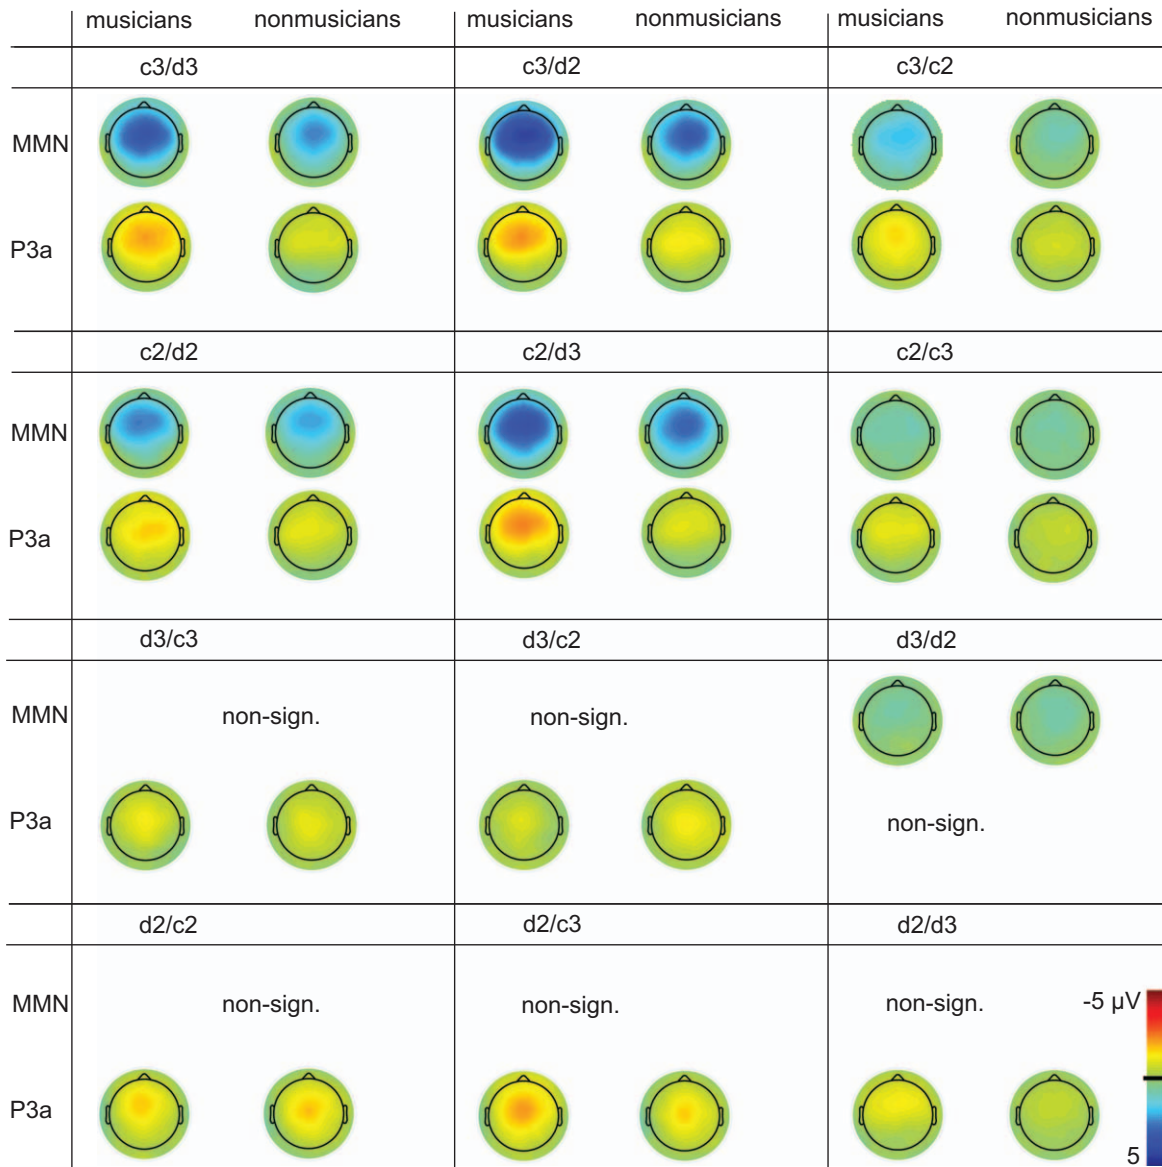 musicians nonmusicians musicians nonmusicians musicians nonmusicians
c3/d3 c3/d2 c3/c2
MMN
P3a
c2/d2 c2/d3 c2/c3
MMN
P3a
d3/c3 d3/c2 d3/d2
MMN non-sign. non-sign.
P3a non-sign.
d2/c2 d2/c3 d2/d3
MMN non-sign. non-sign. non-sign. -5 µV
P3a
5